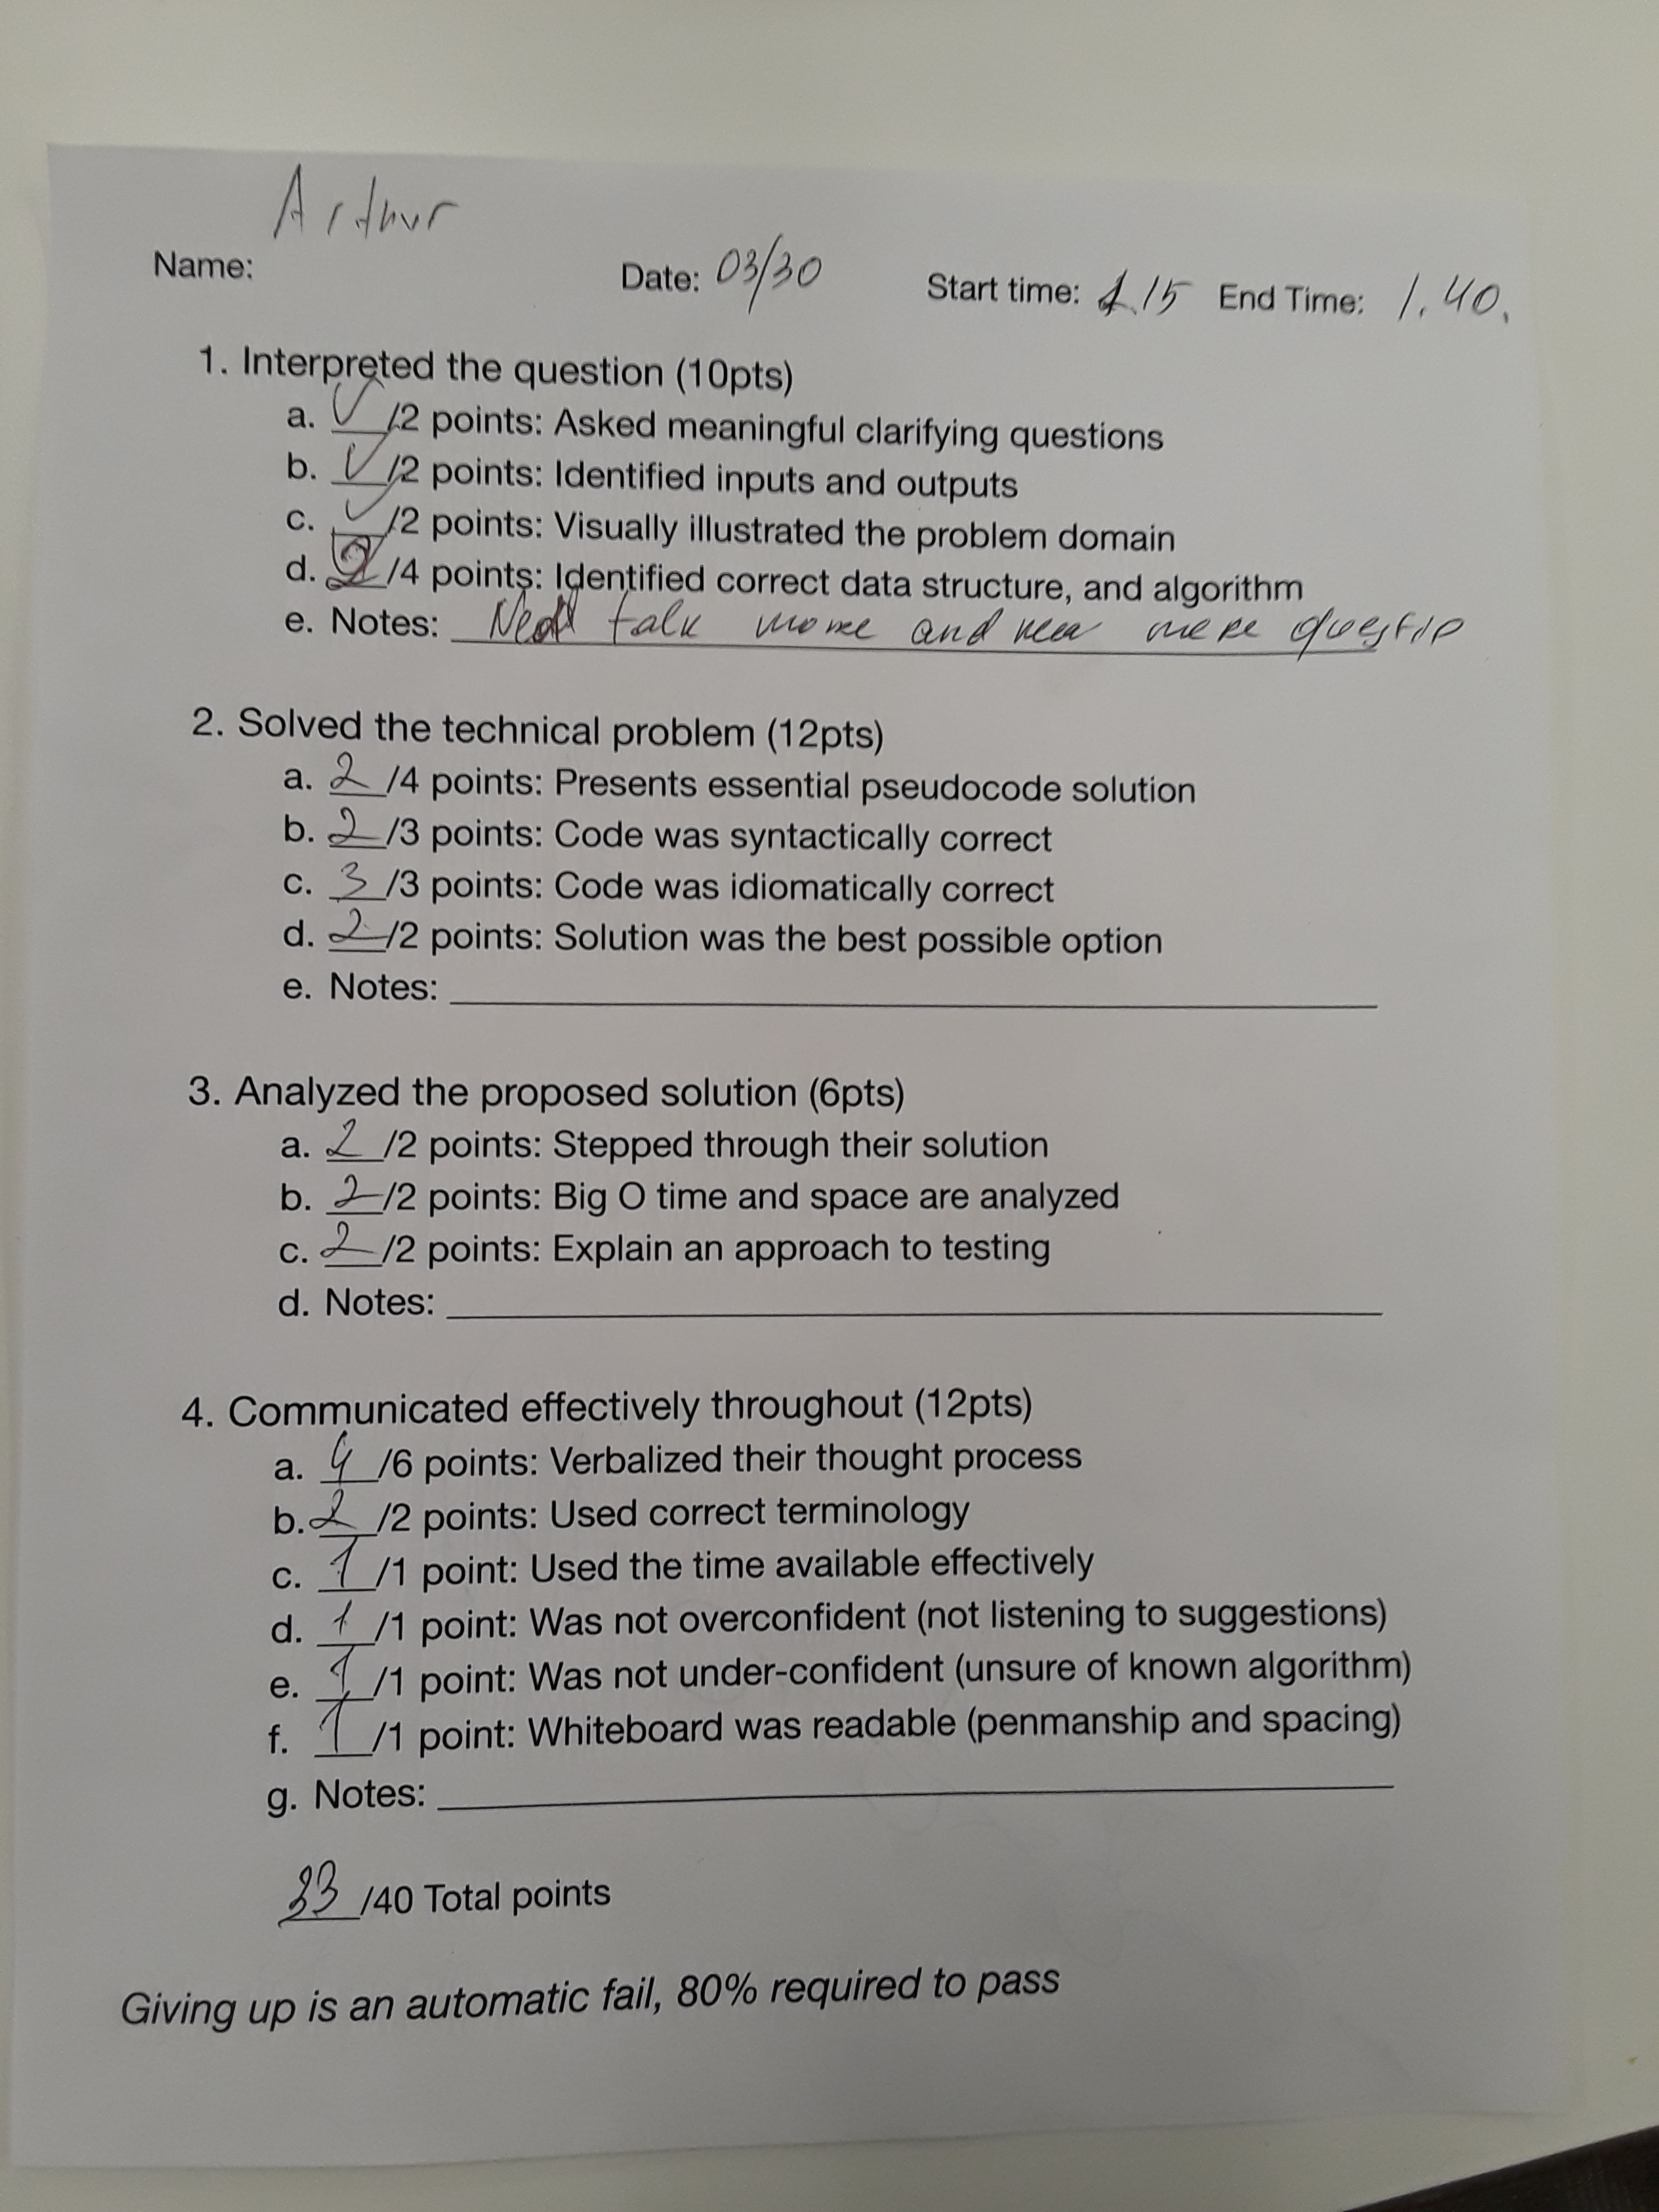 Arthur
Name: Date: 03/30 Start time: 1.15 End Time: 1.40.
1. Interpreted the question (10pts)
a. ✓/2 points: Asked meaningful clarifying questions
b. ✓/2 points: Identified inputs and outputs
c. ✓/2 points: Visually illustrated the problem domain
d. 2/4 points: Identified correct data structure, and algorithm
e. Notes: Need talk more and more questio
2. Solved the technical problem (12pts)
a. 2/4 points: Presents essential pseudocode solution
b. 2/3 points: Code was syntactically correct
c. 3/3 points: Code was idiomatically correct
d. 2/2 points: Solution was the best possible option
e. Notes:
3. Analyzed the proposed solution (6pts)
a. 2/2 points: Stepped through their solution
b. 2/2 points: Big O time and space are analyzed
c. 2/2 points: Explain an approach to testing
d. Notes:
4. Communicated effectively throughout (12pts)
a. 4/6 points: Verbalized their thought process
b. 2/2 points: Used correct terminology
c. 1/1 point: Used the time available effectively
d. 1/1 point: Was not overconfident (not listening to suggestions)
e. 1/1 point: Was not under-confident (unsure of known algorithm)
f. 1/1 point: Whiteboard was readable (penmanship and spacing)
g. Notes:
33/40 Total points
Giving up is an automatic fail, 80% required to pass